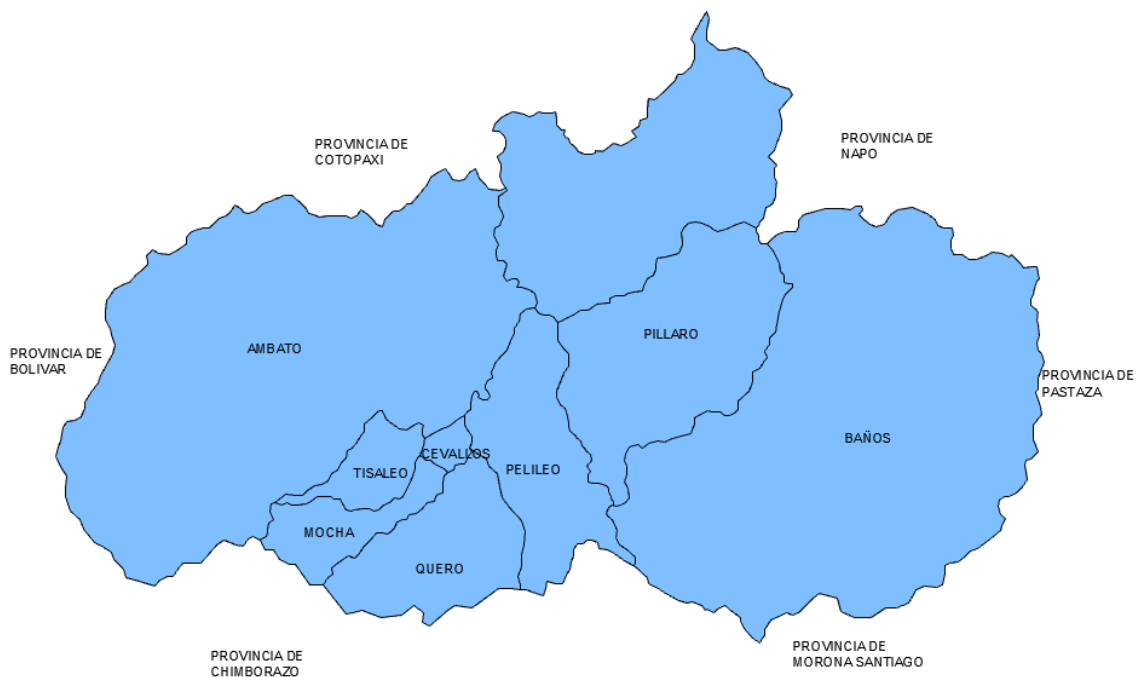 PROVINCIA DE
COTOPAXI
PROVINCIA DE
NAPO
PROVINCIA DE
BOLIVAR
AMBATO
PILLARO
PROVINCIA DE
PASTAZA
BAÑOS
CEVALLOS
TISALEO
PELILEO
MOCHA
QUERO
PROVINCIA DE
CHIMBORAZO
PROVINCIA DE
MORONA SANTIAGO